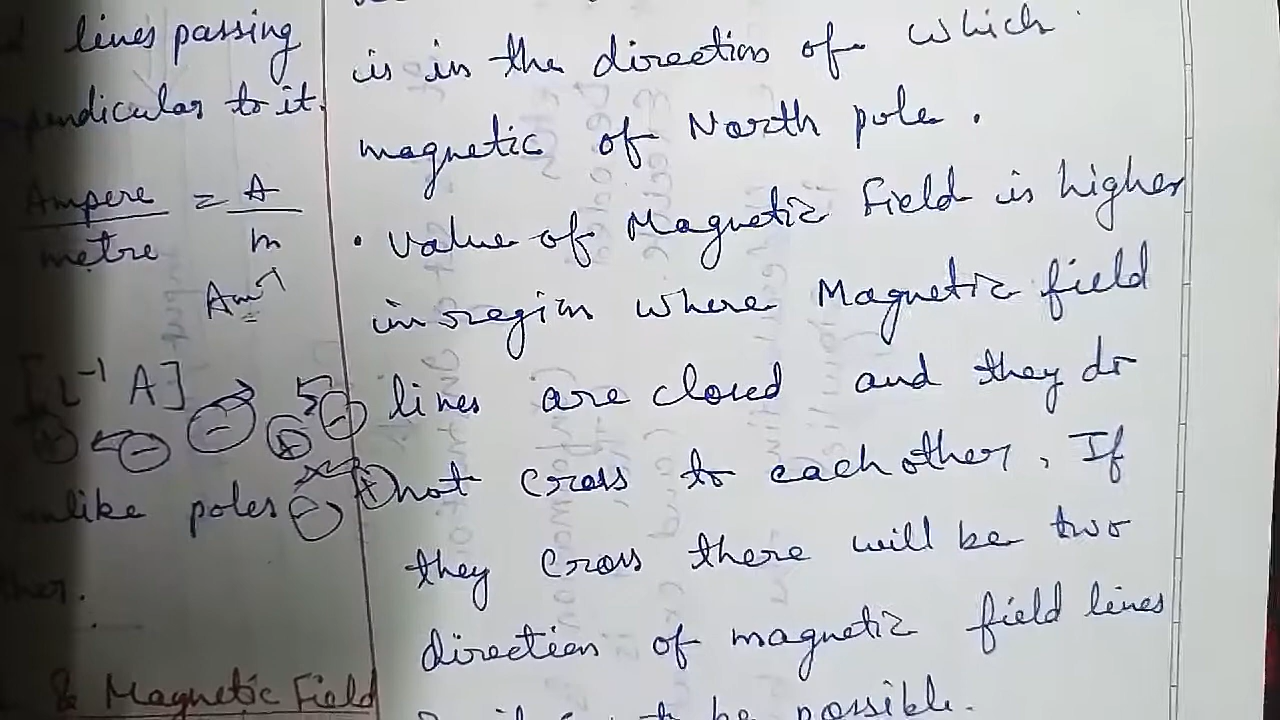 lines passing
to it.
Ampere = A
metre m
Am⁻¹
[L⁻¹ A]
like poles
& Magnetic Field
is in the direction of which
magnetic of North pole.
• Value of Magnetic Field is higher
in region where Magnetic field
lines are closed and they do
not cross to each other. If
they cross there will be two
direction of magnetic field lines
be possible.